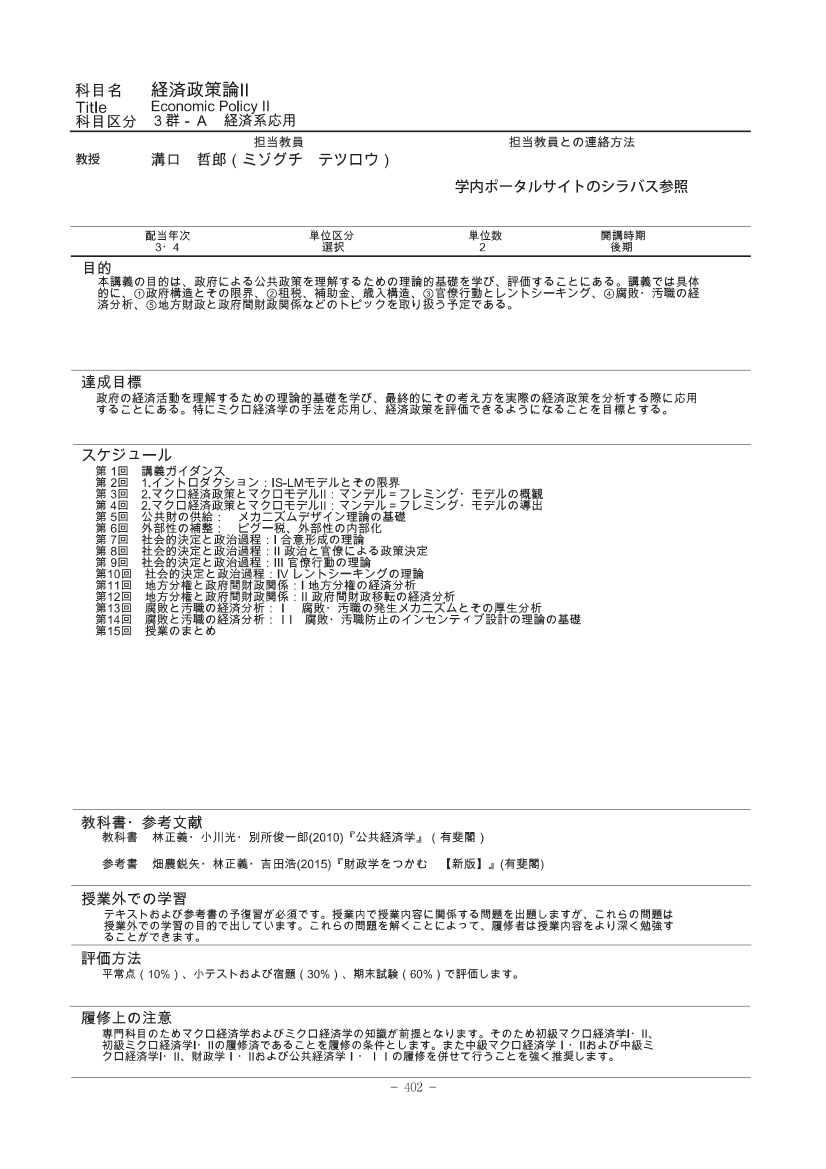 科目名　経済政策論II
Title　Economic Policy II
科目区分　３群 - Ａ　経済系応用
担当教員　担当教員との連絡方法
教授　溝口　哲郎 ( ミゾグチ　テツロウ )
学内ポータルサイトのシラバス参照
配当年次　単位区分　単位数　開講時期
3・4　選択　2　後期
目的
本講義の目的は、政府による公共政策を理解するための理論的基礎を学び、評価することにある。講義では具体
的に、①政府構造とその限界、②租税、補助金、歳入構造、③官僚行動とレントシーキング、④腐敗・汚職の経
済分析、⑤地方財政と政府間財政関係などのトピックを取り扱う予定である。
達成目標
政府の経済活動を理解するための理論的基礎を学び、最終的にその考え方を実際の経済政策を分析する際に応用
することにある。特にミクロ経済学の手法を応用し、経済政策を評価できるようになることを目標とする。
スケジュール
第 1回　講義ガイダンス
第 2回　1.イントロダクション：IS-LMモデルとその限界
第 3回　2.マクロ経済政策とマクロモデルII：マンデル＝フレミング・モデルの概観
第 4回　2.マクロ経済政策とマクロモデルII：マンデル＝フレミング・モデルの導出
第 5回　公共財の供給：　メカニズムデザイン理論の基礎
第 6回　外部性の補整：　ピグー税、外部性の内部化
第 7回　社会的決定と政治過程：I 合意形成の理論
第 8回　社会的決定と政治過程：II 政治と官僚による政策決定
第 9回　社会的決定と政治過程：III 官僚行動の理論
第10回　社会的決定と政治過程：IV レントシーキングの理論
第11回　地方分権と政府間財政関係：I 地方分権の経済分析
第12回　地方分権と政府間財政関係：II 政府間財政移転の経済分析
第13回　腐敗と汚職の経済分析：Ｉ　腐敗・汚職の発生メカニズムとその厚生分析
第14回　腐敗と汚職の経済分析：ＩＩ　腐敗・汚職防止のインセンティブ設計の理論の基礎
第15回　授業のまとめ
教科書・参考文献
教科書　林正義・小川光・別所俊一郎(2010)『公共経済学』（有斐閣）
参考書　畑農鋭矢・林正義・吉田浩(2015)『財政学をつかむ　【新版】』(有斐閣)
授業外での学習
テキストおよび参考書の予復習が必須です。授業内で授業内容に関係する問題を出題しますが、これらの問題は
授業外での学習の目的で出しています。これらの問題を解くことによって、履修者は授業内容をより深く勉強す
ることができます。
評価方法
平常点（10%）、小テストおよび宿題（30%）、期末試験（60%）で評価します。
履修上の注意
専門科目のためマクロ経済学およびミクロ経済学の知識が前提となります。そのため初級マクロ経済学I・II、
初級ミクロ経済学I・IIの履修済であることを履修の条件とします。また中級マクロ経済学Ｉ・IIおよび中級ミ
クロ経済学I・II、財政学Ｉ・IIおよび公共経済学Ｉ・ＩＩの履修を併せて行うことを強く推奨します。
－ 402 －